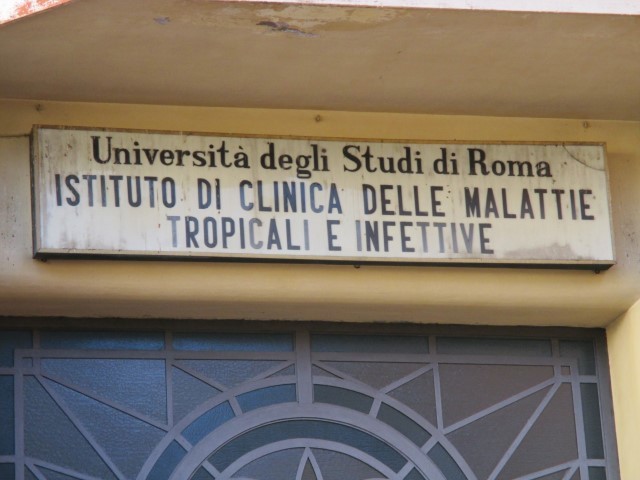 Università degli Studi di Roma
ISTITUTO DI CLINICA DELLE MALATTIE
TROPICALI E INFETTIVE